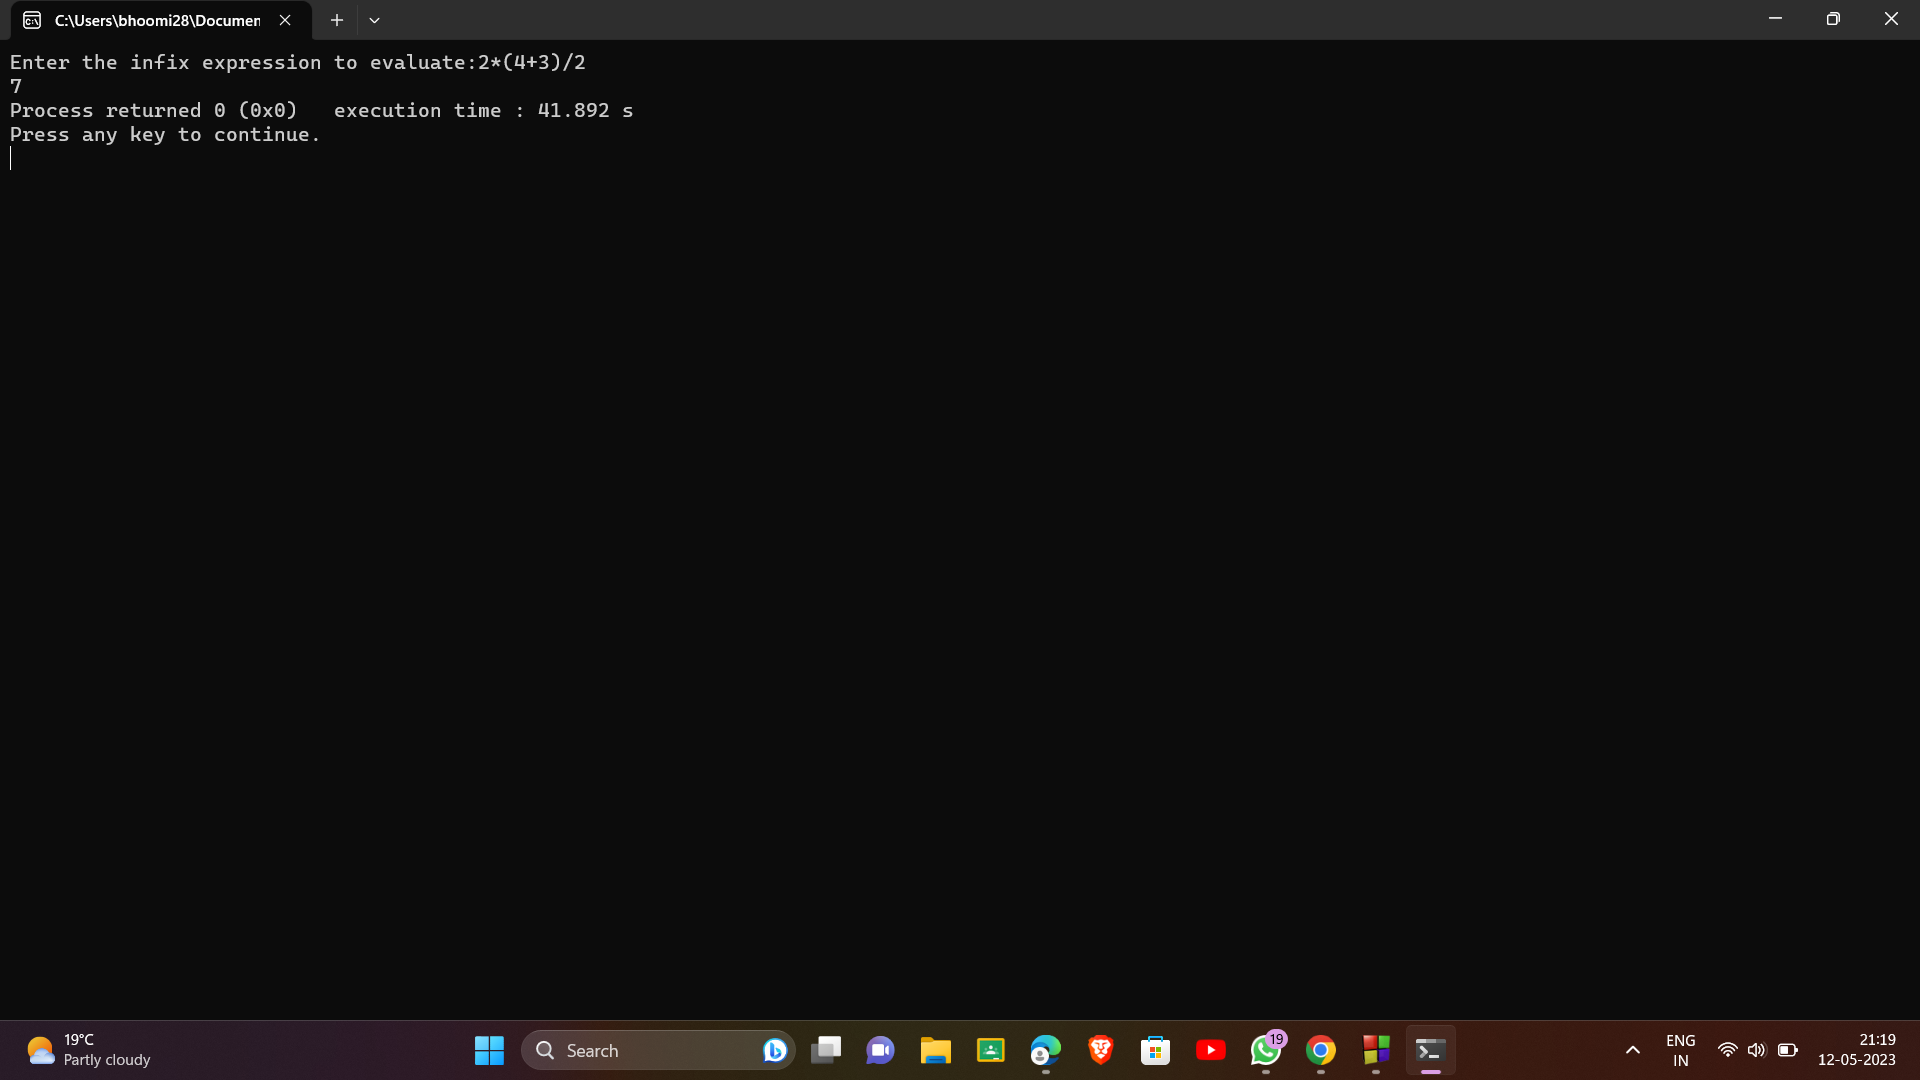 C:\Users\bhoomi28\Documen
Enter the infix expression to evaluate:2*(4+3)/2
7
Process returned 0 (0x0)   execution time : 41.892 s
Press any key to continue.
19°C
Partly cloudy
Search
19
ENG
IN
21:19
12-05-2023